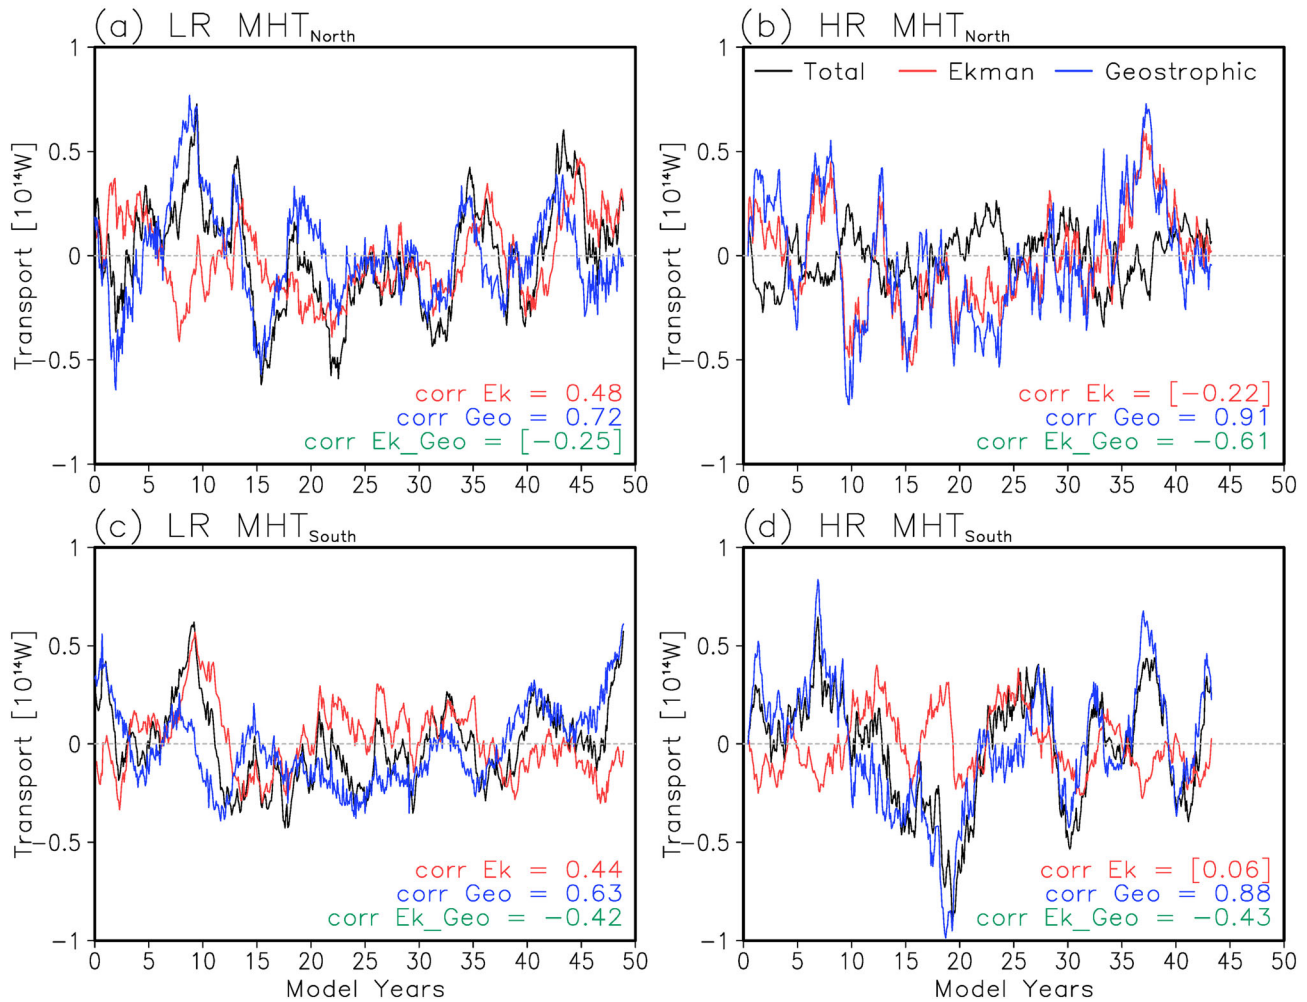 (a) LR MHT North
(b) HR MHT North
1
0.5
0
−0.5
−1
Transport [10¹⁴W]
corr Ek = 0.48
corr Geo = 0.72
corr Ek_Geo = [−0.25]
0 5 10 15 20 25 30 35 40 45 50
1
0.5
0
−0.5
−1
Transport [10¹⁴W]
Total Ekman Geostrophic
corr Ek = [−0.22]
corr Geo = 0.91
corr Ek_Geo = −0.61
0 5 10 15 20 25 30 35 40 45 50
(c) LR MHT South
(d) HR MHT South
1
0.5
0
−0.5
−1
Transport [10¹⁴W]
corr Ek = 0.44
corr Geo = 0.63
corr Ek_Geo = −0.42
0 5 10 15 20 25 30 35 40 45 50
Model Years
1
0.5
0
−0.5
−1
Transport [10¹⁴W]
corr Ek = [0.06]
corr Geo = 0.88
corr Ek_Geo = −0.43
0 5 10 15 20 25 30 35 40 45 50
Model Years